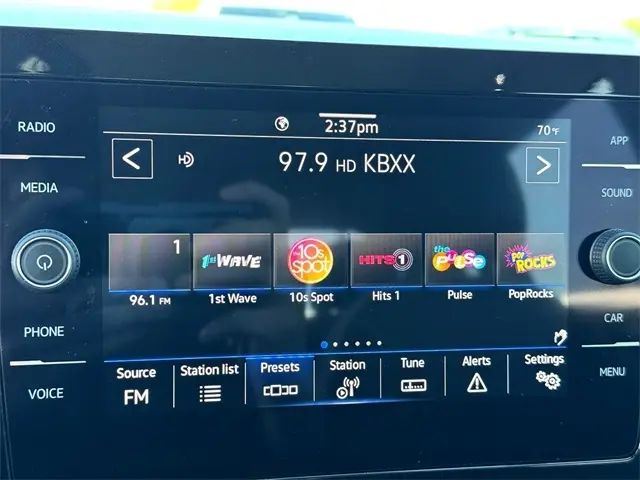 RADIO
MEDIA
PHONE
VOICE
2:37pm
70°F
HD
97.9 HD KBXX
1
1st WAVE
10s spot
HITS 1
the pulse
POP ROCKS
96.1 FM
1st Wave
10s Spot
Hits 1
Pulse
PopRocks
Source
FM
Station list
Presets
Station
Tune
Alerts
Settings
APP
SOUND
CAR
MENU